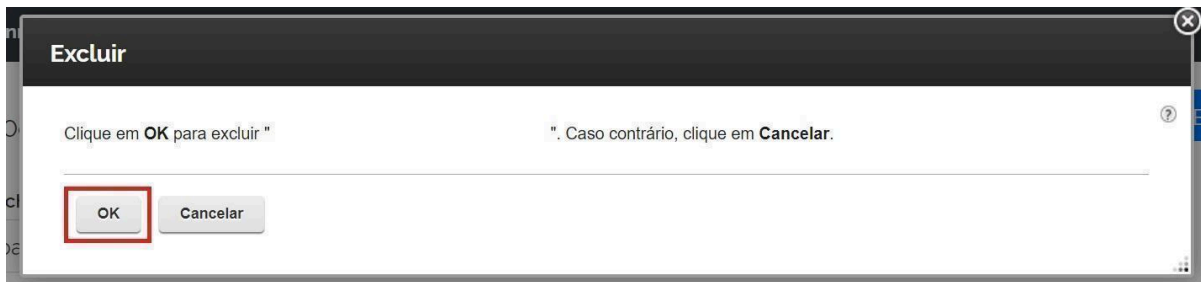 Excluir
Clique em OK para excluir " ". Caso contrário, clique em Cancelar.
?
OK Cancelar